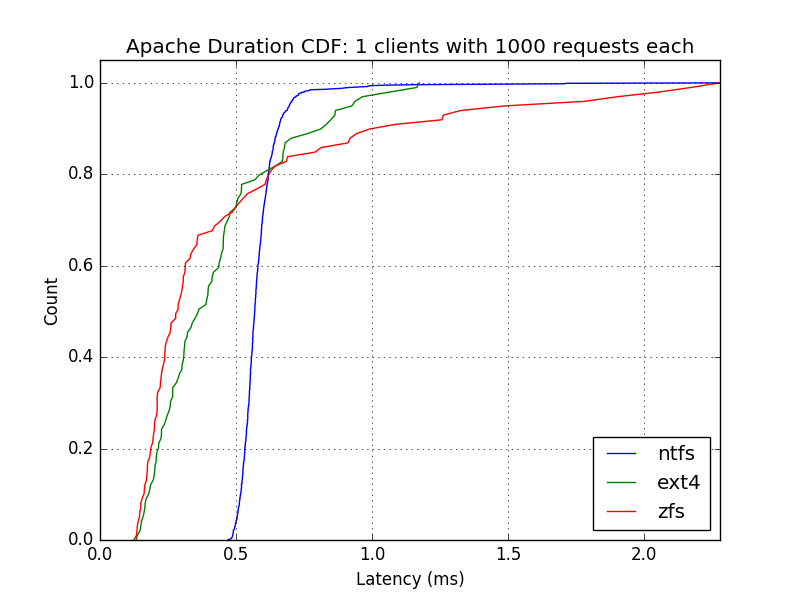 Apache Duration CDF: 1 clients with 1000 requests each
1.0
0.8
0.6
0.4
0.2
0.0
Count
0.0 0.5 1.0 1.5 2.0
Latency (ms)
ntfs
ext4
zfs